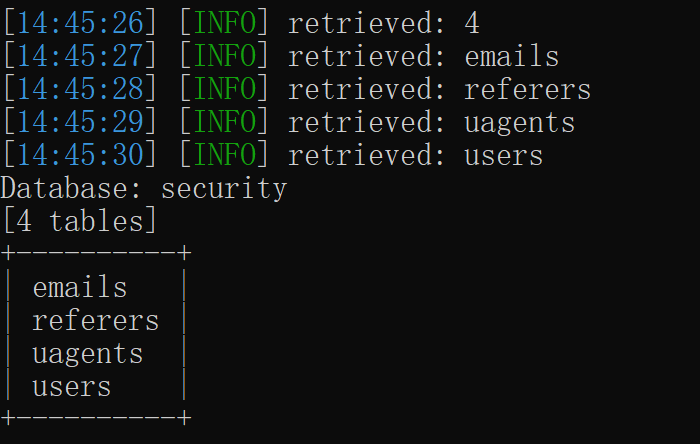 [14:45:26] [INFO] retrieved: 4
[14:45:27] [INFO] retrieved: emails
[14:45:28] [INFO] retrieved: referers
[14:45:29] [INFO] retrieved: uagents
[14:45:30] [INFO] retrieved: users
Database: security
[4 tables]
+----------+
| emails   |
| referers |
| uagents  |
| users    |
+----------+